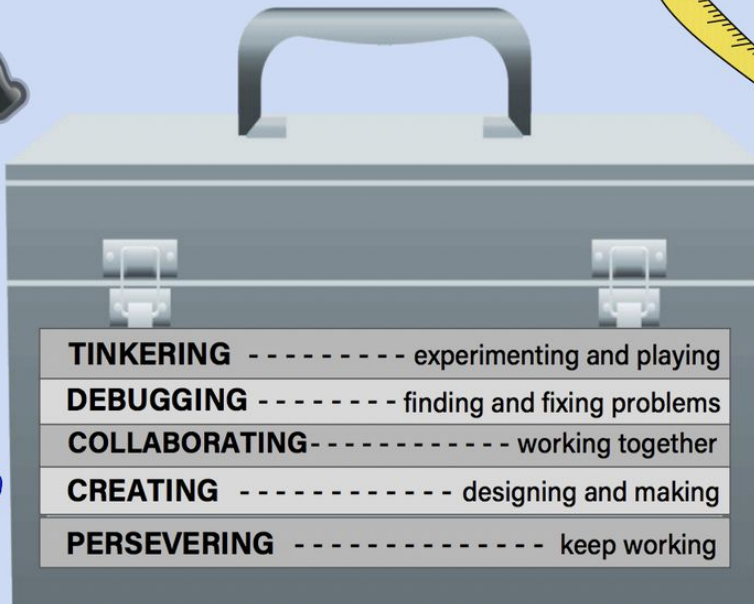 TINKERING - - - - - - - - - experimenting and playing
DEBUGGING - - - - - - - - finding and fixing problems
COLLABORATING- - - - - - - - - - - - working together
CREATING - - - - - - - - - - - - designing and making
PERSEVERING - - - - - - - - - - - - - - keep working